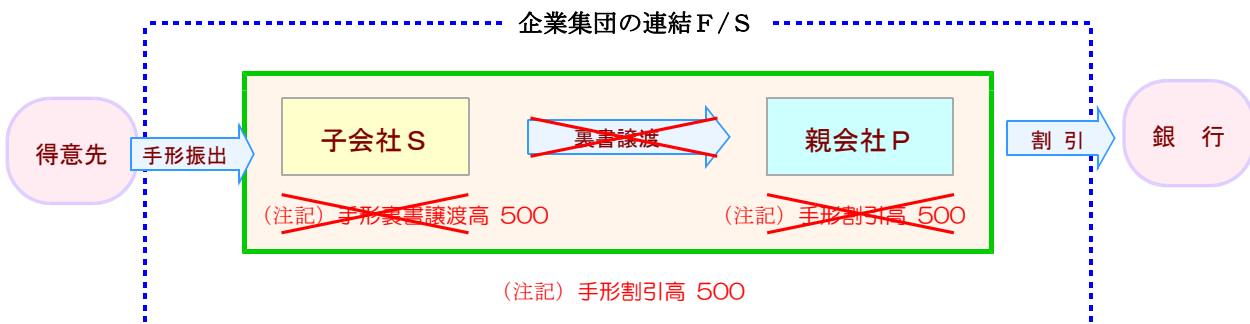 企業集団の連結F/S
得意先
手形振出
子会社S
裏書譲渡
親会社P
割 引
銀 行
(注記) 手形裏書譲渡高 500
(注記) 手形割引高 500
(注記) 手形割引高 500